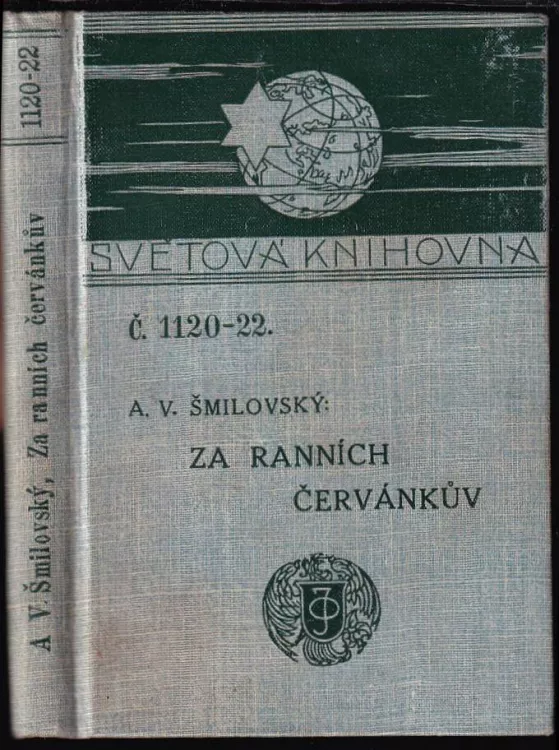 1120-22
A V. Šmilovský, Za ranních červánkův
SVĚTOVÁ KNIHOVNA
Č. 1120-22.
A. V. ŠMILOVSKÝ:
ZA RANNÍCH
ČERVÁNKŮV